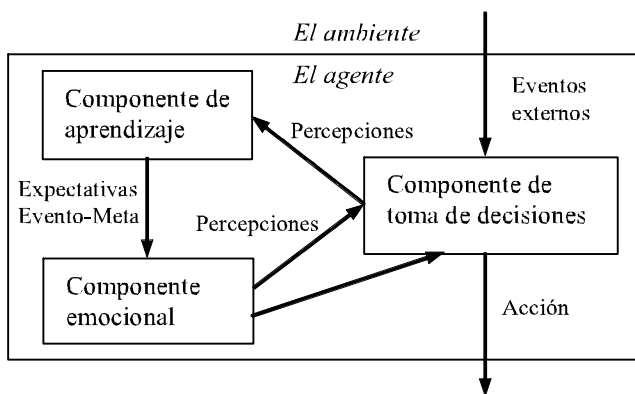 El ambiente
El agente
Componente de
aprendizaje
Percepciones
Eventos
externos
Expectativas
Evento-Meta
Percepciones
Componente de
toma de decisiones
Componente
emocional
Acción